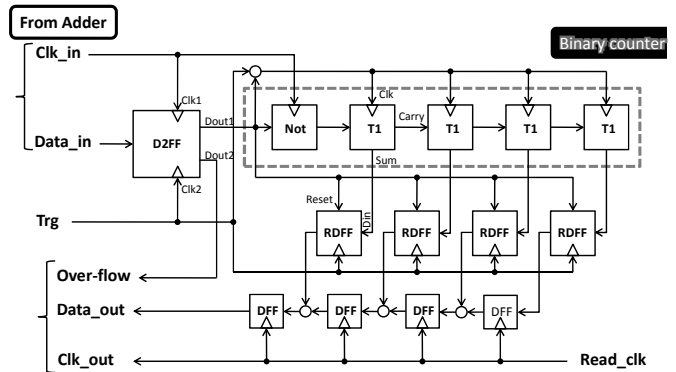 From Adder
Clk_in
Binary counter
Clk1
Clk
Data_in
D2FF
Dout1
Not
T1
Carry
T1
T1
T1
Dout2
Sum
Clk2
Reset
Din
Trg
RDFF
RDFF
RDFF
RDFF
Over-flow
Data_out
DFF
DFF
DFF
DFF
Clk_out
Read_clk